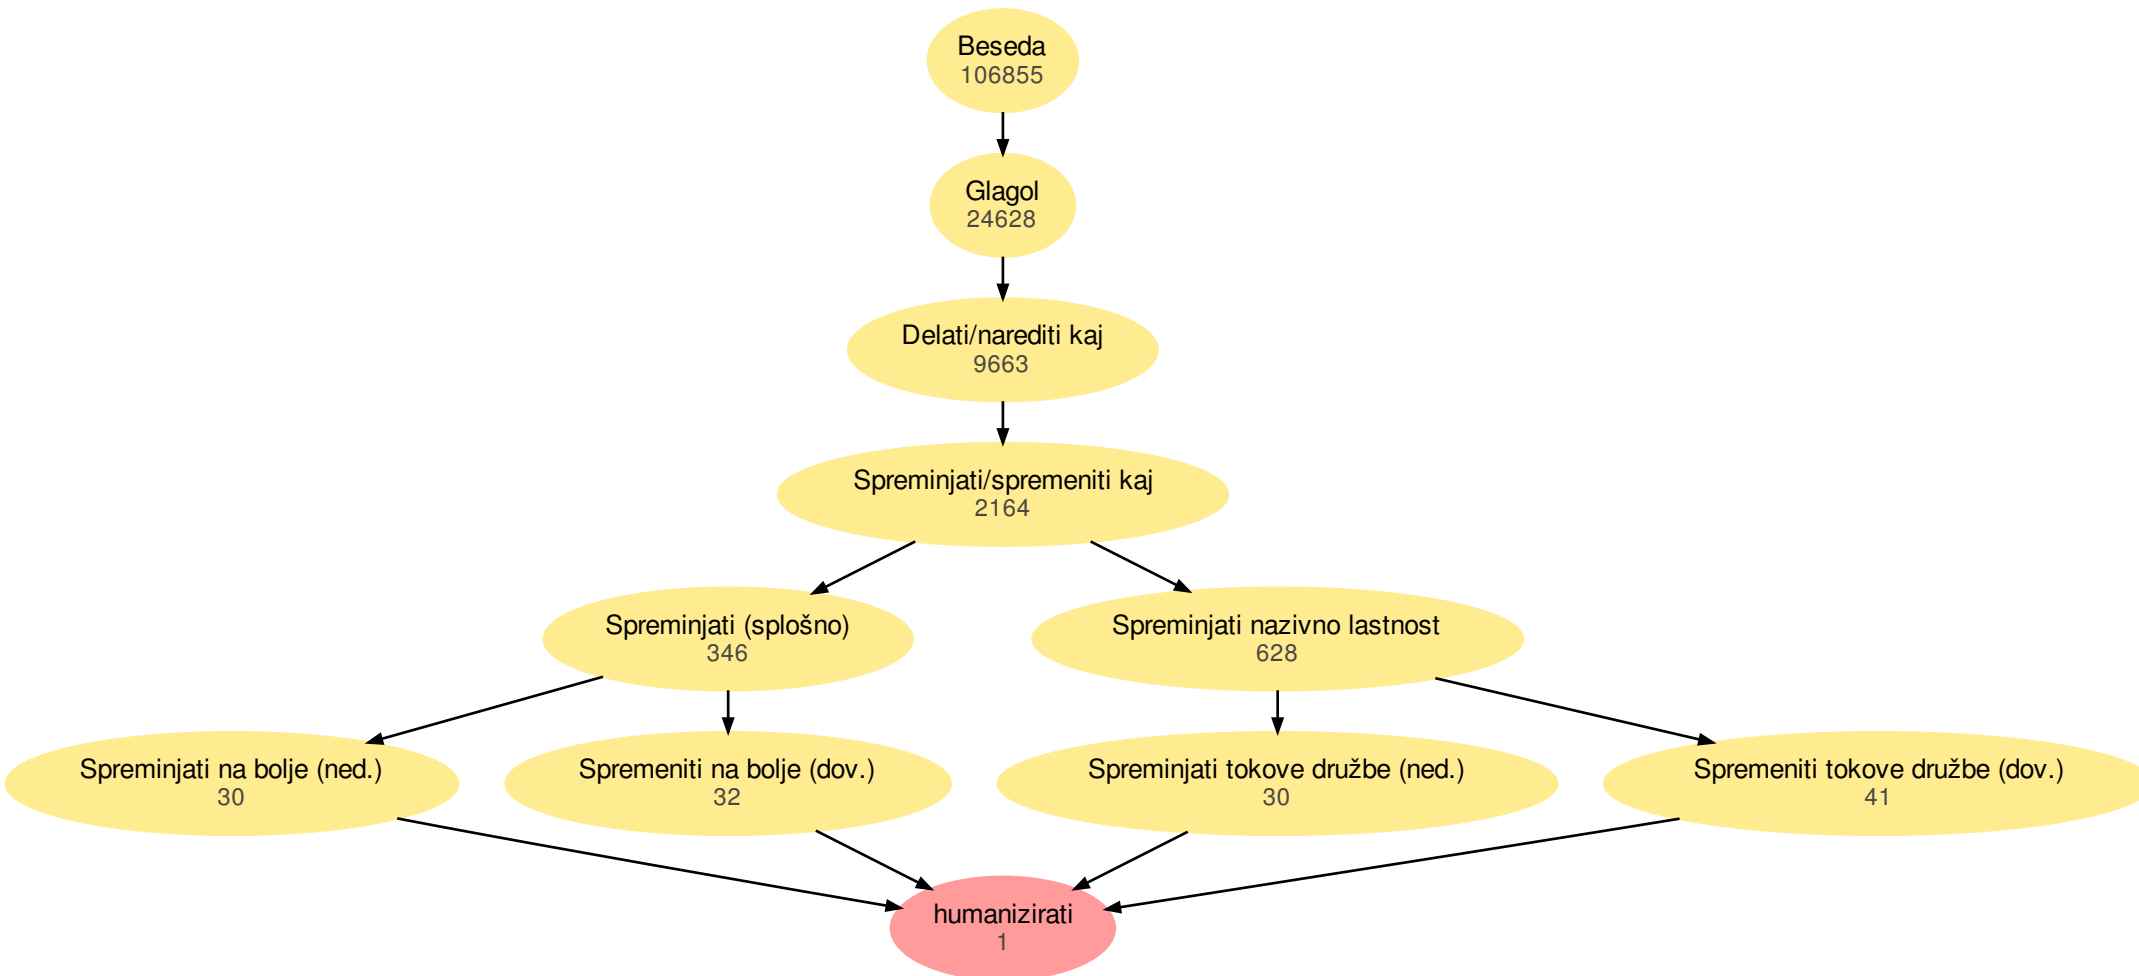 Beseda
106855
Glagol
24628
Delati/narediti kaj
9663
Spreminjati/spremeniti kaj
2164
Spreminjati (splošno)
346
Spreminjati nazivno lastnost
628
Spreminjati na bolje (ned.)
30
Spremeniti na bolje (dov.)
32
Spreminjati tokove družbe (ned.)
30
Spremeniti tokove družbe (dov.)
41
humanizirati
1